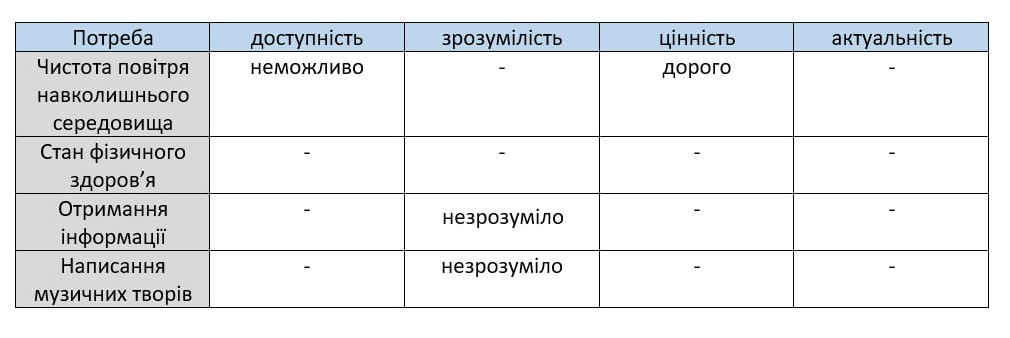 Потреба доступність зрозумілість цінність актуальність
Чистота повітря неможливо - дорого -
навколишнього
середовища
Стан фізичного - - - -
здоров’я
Отримання - незрозуміло - -
інформації
Написання - незрозуміло - -
музичних творів